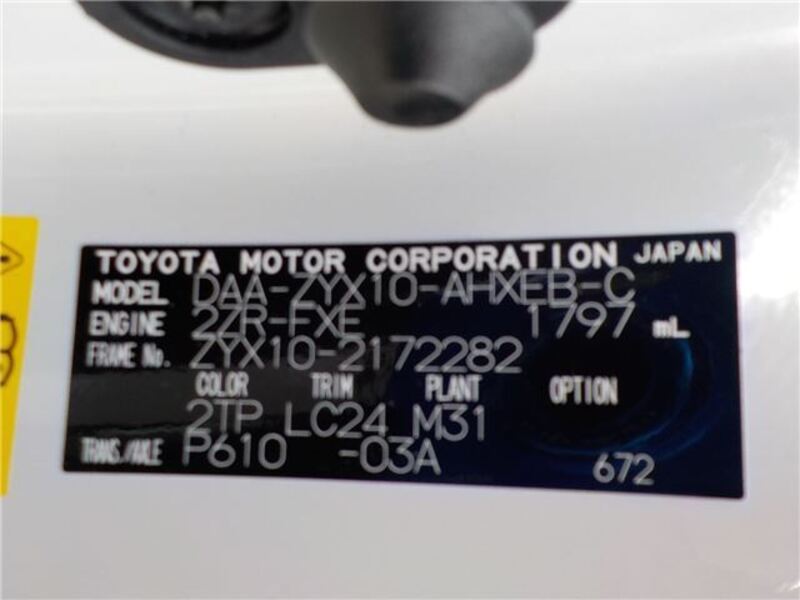 TOYOTA MOTOR CORPORATION JAPAN
MODEL DAA-ZYX10-AHXEB-C
ENGINE 2ZR-FXE 1797 mL
FRAME No. ZYX10-2172282
COLOR TRIM PLANT OPTION
2TP LC24 M31
TRANS./AXLE P610 -03A 672